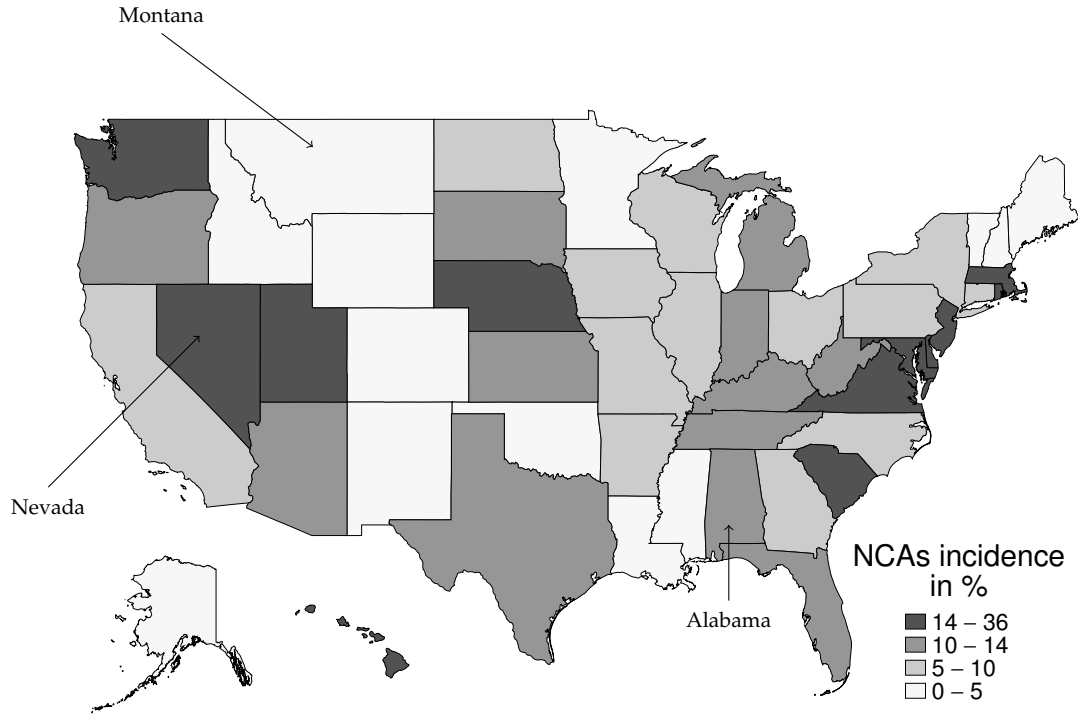 Montana
Nevada
Alabama
NCAs incidence
in %
14 – 36
10 – 14
5 – 10
0 – 5